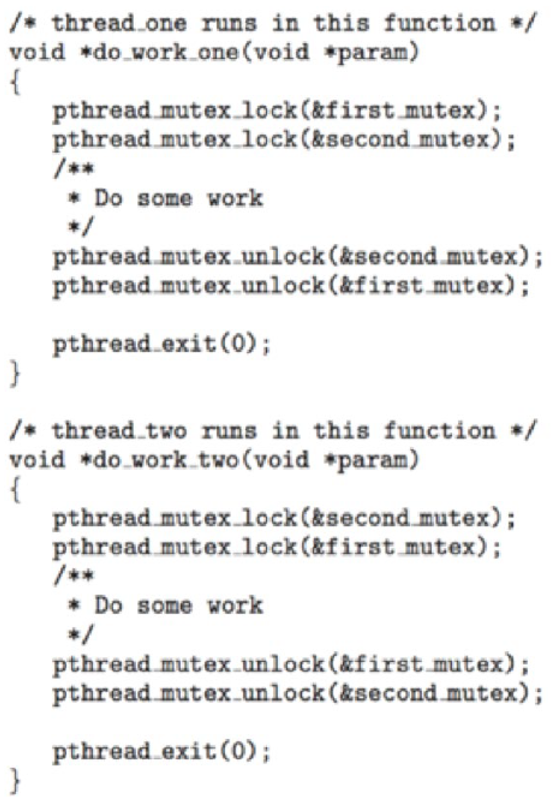 /* thread_one runs in this function */
void *do_work_one(void *param)
{
pthread_mutex_lock(&first_mutex);
pthread_mutex_lock(&second_mutex);
/**
* Do some work
*/
pthread_mutex_unlock(&second_mutex);
pthread_mutex_unlock(&first_mutex);
pthread_exit(0);
}
/* thread_two runs in this function */
void *do_work_two(void *param)
{
pthread_mutex_lock(&second_mutex);
pthread_mutex_lock(&first_mutex);
/**
* Do some work
*/
pthread_mutex_unlock(&first_mutex);
pthread_mutex_unlock(&second_mutex);
pthread_exit(0);
}